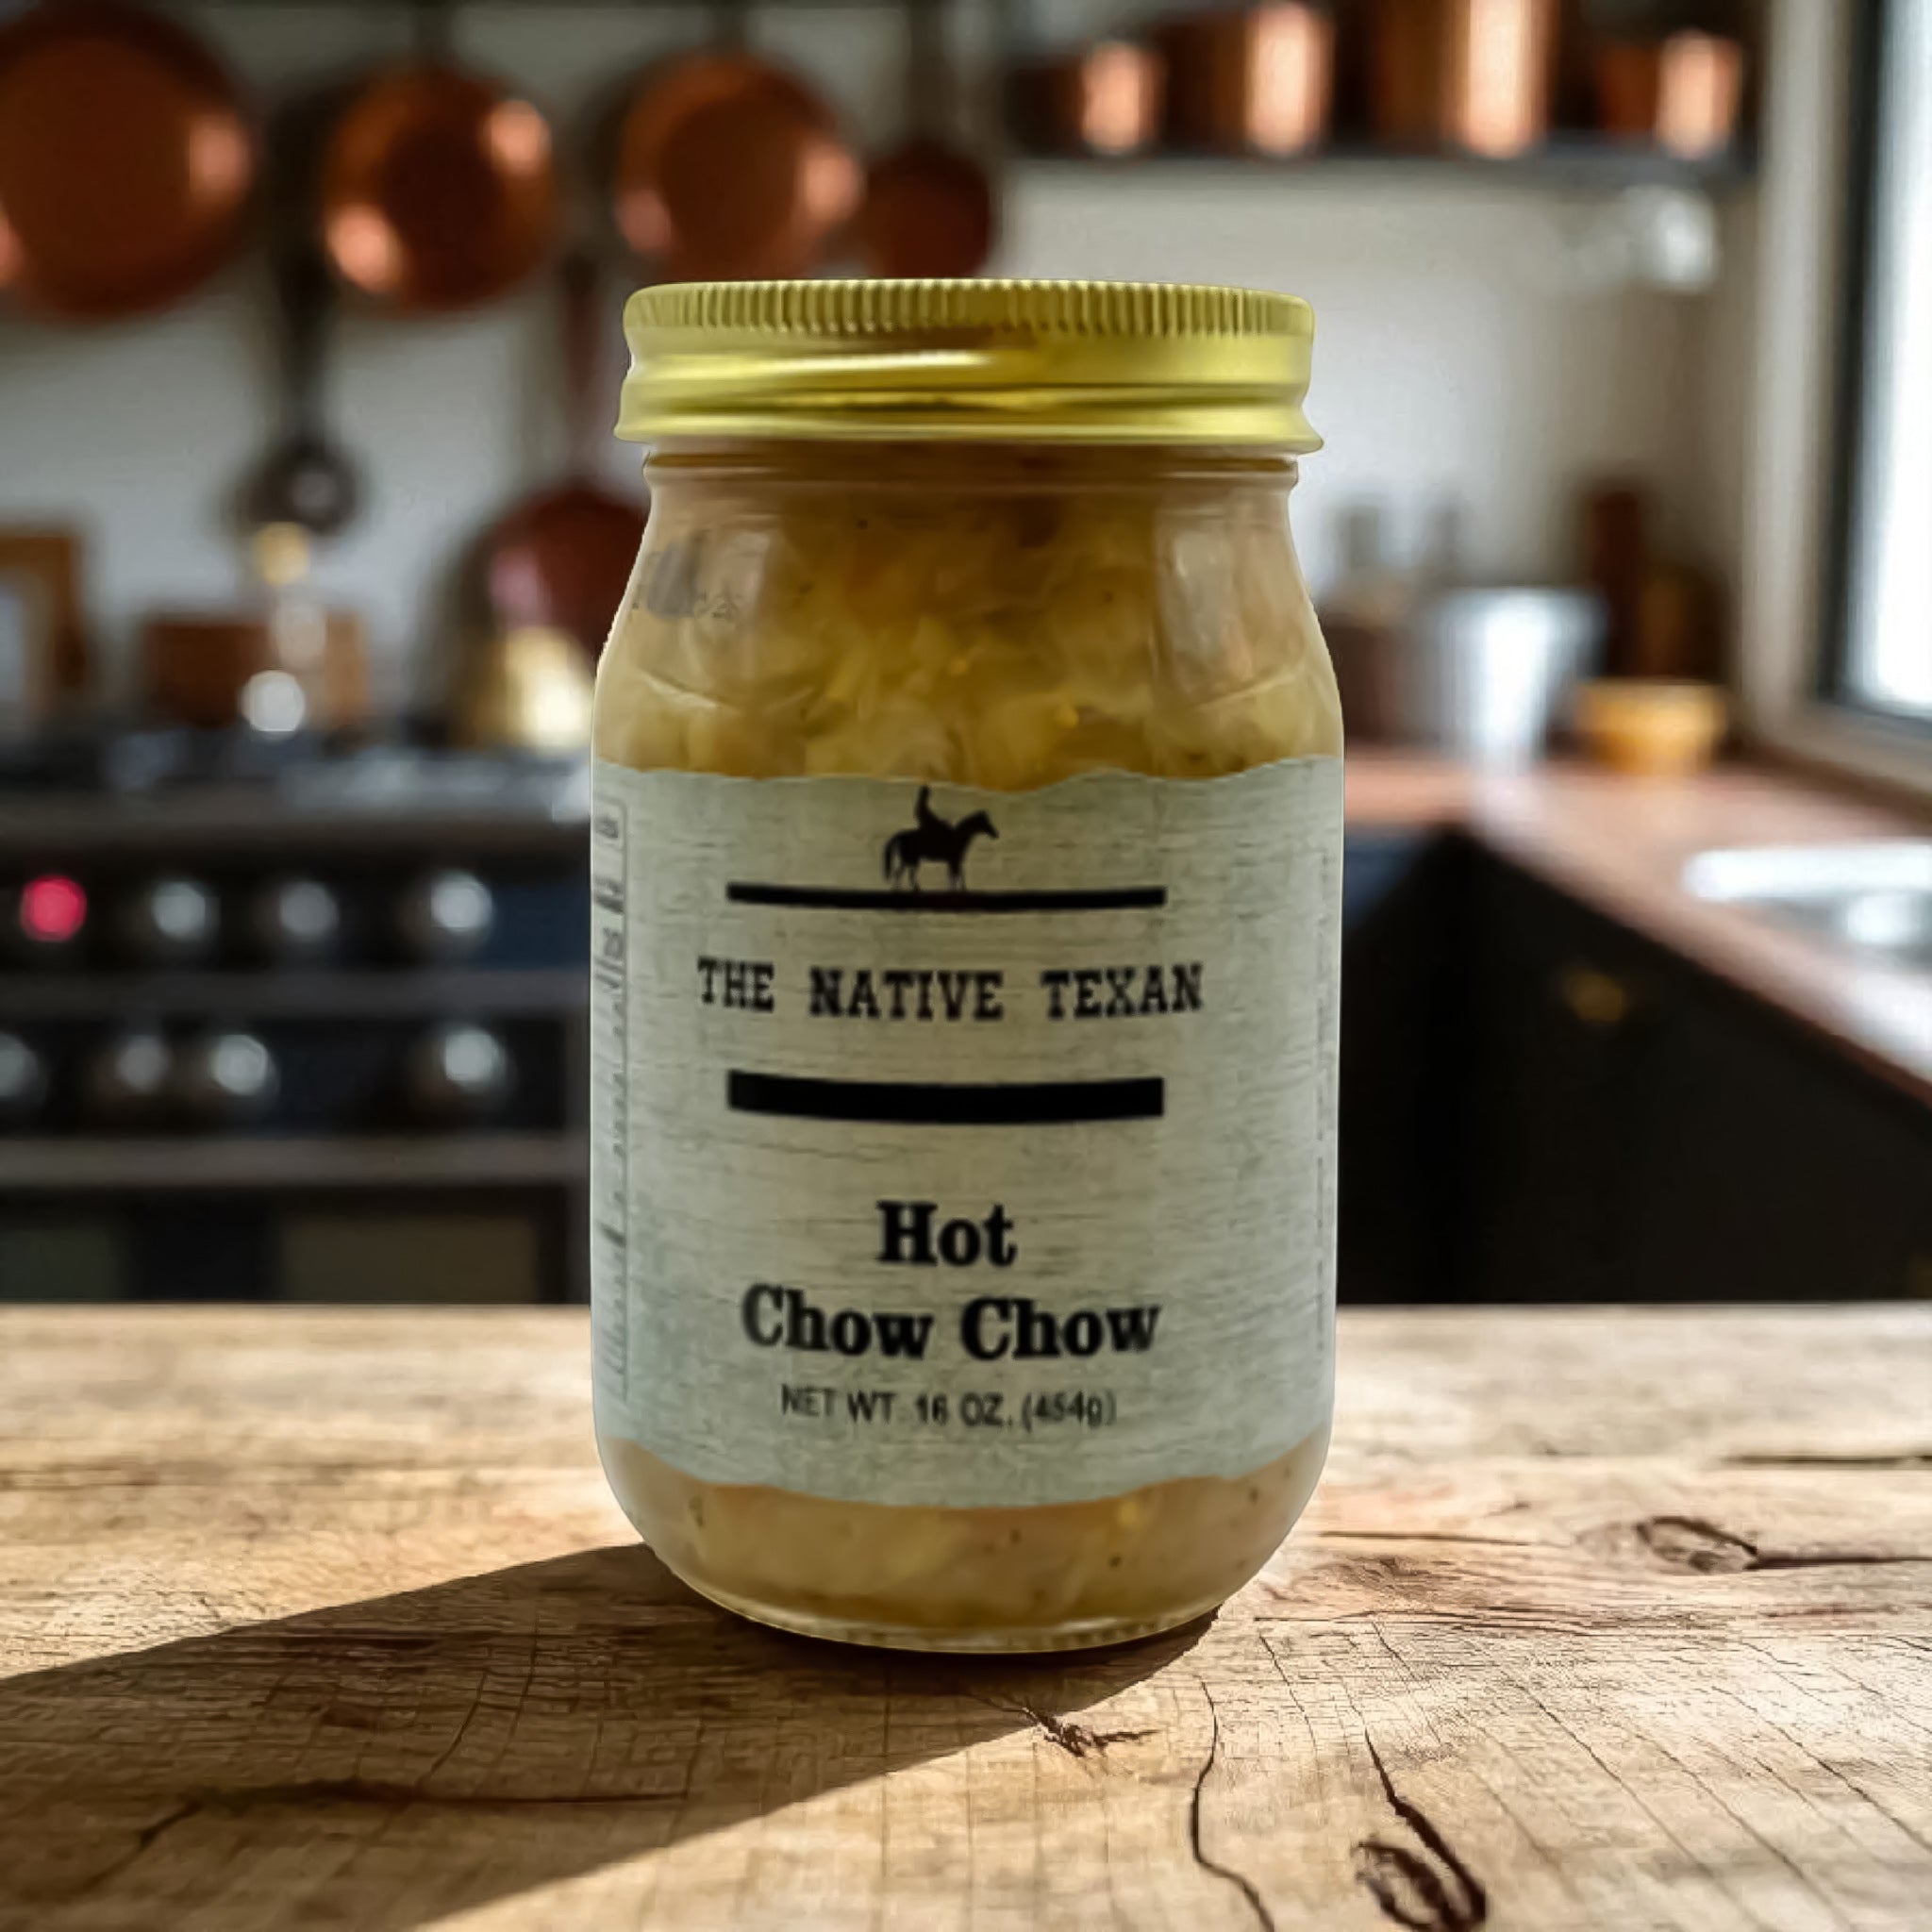 THE NATIVE TEXAN
Hot
Chow Chow
NET WT. 16 OZ. (454g)